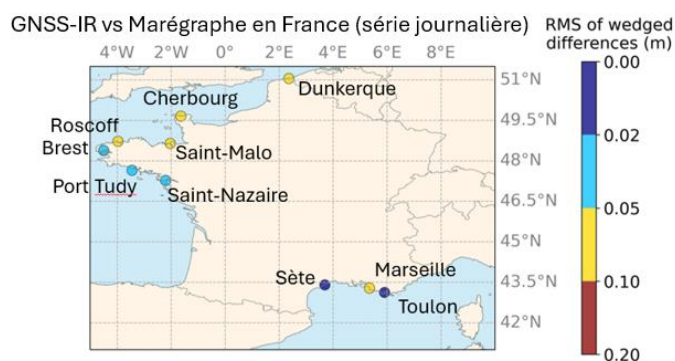 GNSS-IR vs Marégraphe en France (série journalière)
RMS of wedged
differences (m)
4°W 2°W 0° 2°E 4°E 6°E 8°E
0.00
51°N
Dunkerque
Cherbourg
49.5°N
Roscoff
0.02
Brest
Saint-Malo
48°N
Port Tudy
Saint-Nazaire
46.5°N
0.05
45°N
Sète
Marseille
43.5°N
0.10
Toulon
42°N
0.20